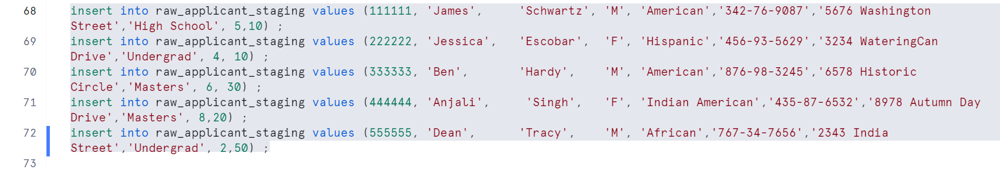 68 insert into raw_applicant_staging values (111111, 'James', 'Schwartz', 'M', 'American','342-76-9087','5676 Washington
Street','High School', 5,10) ;
69 insert into raw_applicant_staging values (222222, 'Jessica', 'Escobar', 'F', 'Hispanic','456-93-5629','3234 WateringCan
Drive','Undergrad', 4, 10) ;
70 insert into raw_applicant_staging values (333333, 'Ben', 'Hardy', 'M', 'American','876-98-3245','6578 Historic
Circle','Masters', 6, 30) ;
71 insert into raw_applicant_staging values (444444, 'Anjali', 'Singh', 'F', 'Indian American','435-87-6532','8978 Autumn Day
Drive','Masters', 8,20) ;
72 insert into raw_applicant_staging values (555555, 'Dean', 'Tracy', 'M', 'African','767-34-7656','2343 India
Street','Undergrad', 2,50) ;
73